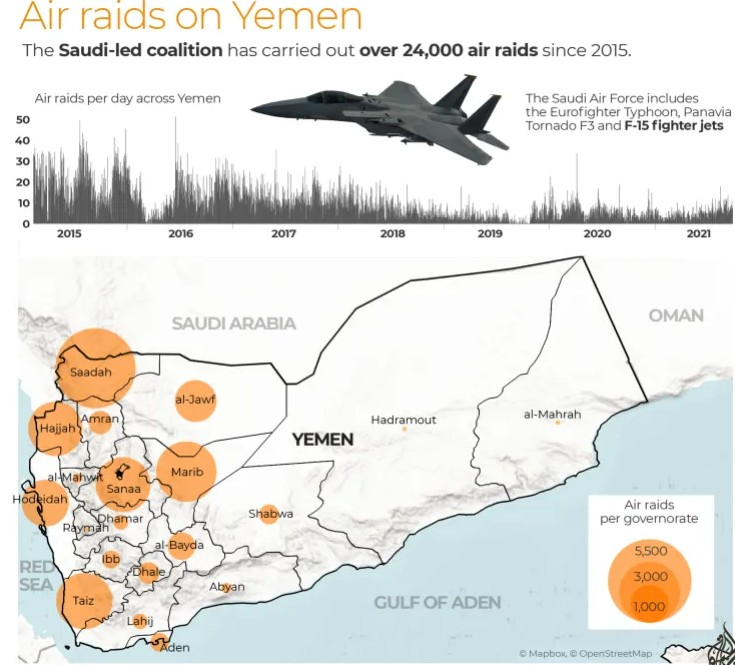 Air raids on Yemen
The Saudi-led coalition has carried out over 24,000 air raids since 2015.
Air raids per day across Yemen
The Saudi Air Force includes
the Eurofighter Typhoon, Panavia
Tornado F3 and F-15 fighter jets
50
40
30
20
10
0
2015 2016 2017 2018 2019 2020 2021
SAUDI ARABIA
OMAN
Saadah
al-Jawf
Amran
Hajjah
Hadramout
al-Mahrah
YEMEN
Marib
al-Mahwit
Sanaa
Hodeidah
Dhamar
Raymah
Shabwa
al-Bayda
Ibb
Dhale
RED
SEA
Abyan
Taiz
Lahij
Aden
GULF OF ADEN
Air raids
per governorate
5,500
3,000
1,000
© Mapbox, © OpenStreetMap